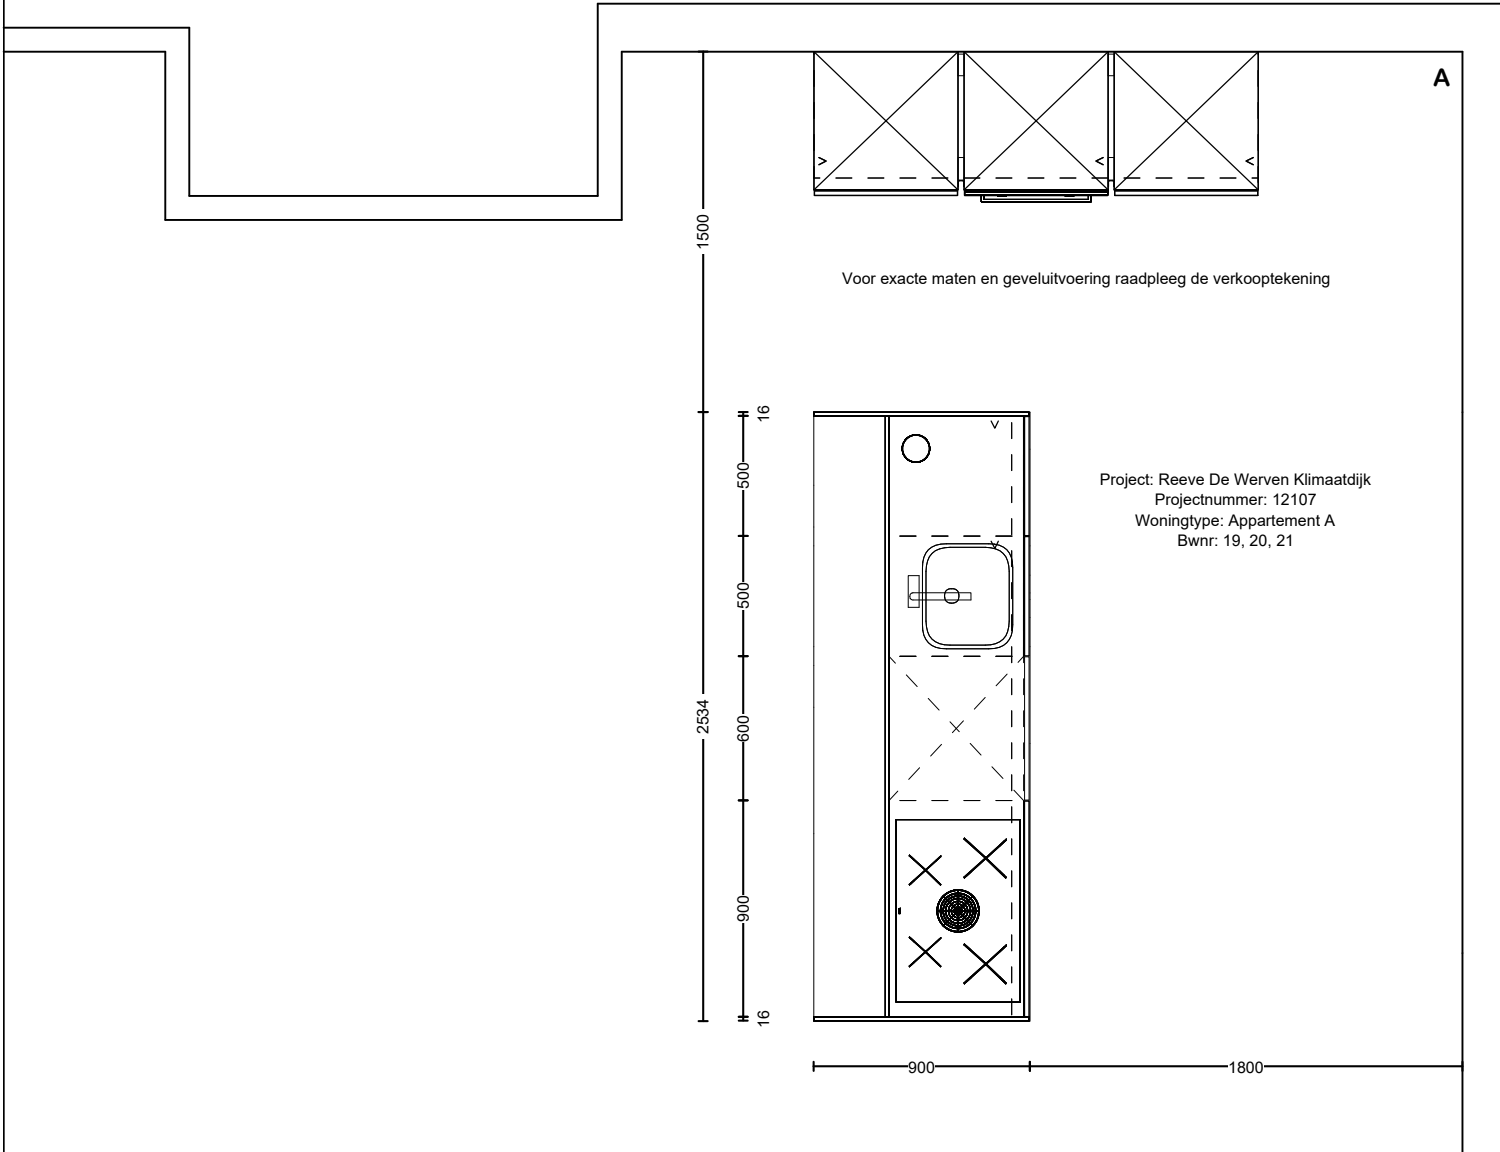 A
1500
Voor exacte maten en geveluitvoering raadpleeg de verkooptekening
16
500
Project: Reeve De Werven Klimaatdijk
Projectnummer: 12107
Woningtype: Appartement A
Bwnr: 19, 20, 21
500
2534
600
900
16
900
1800